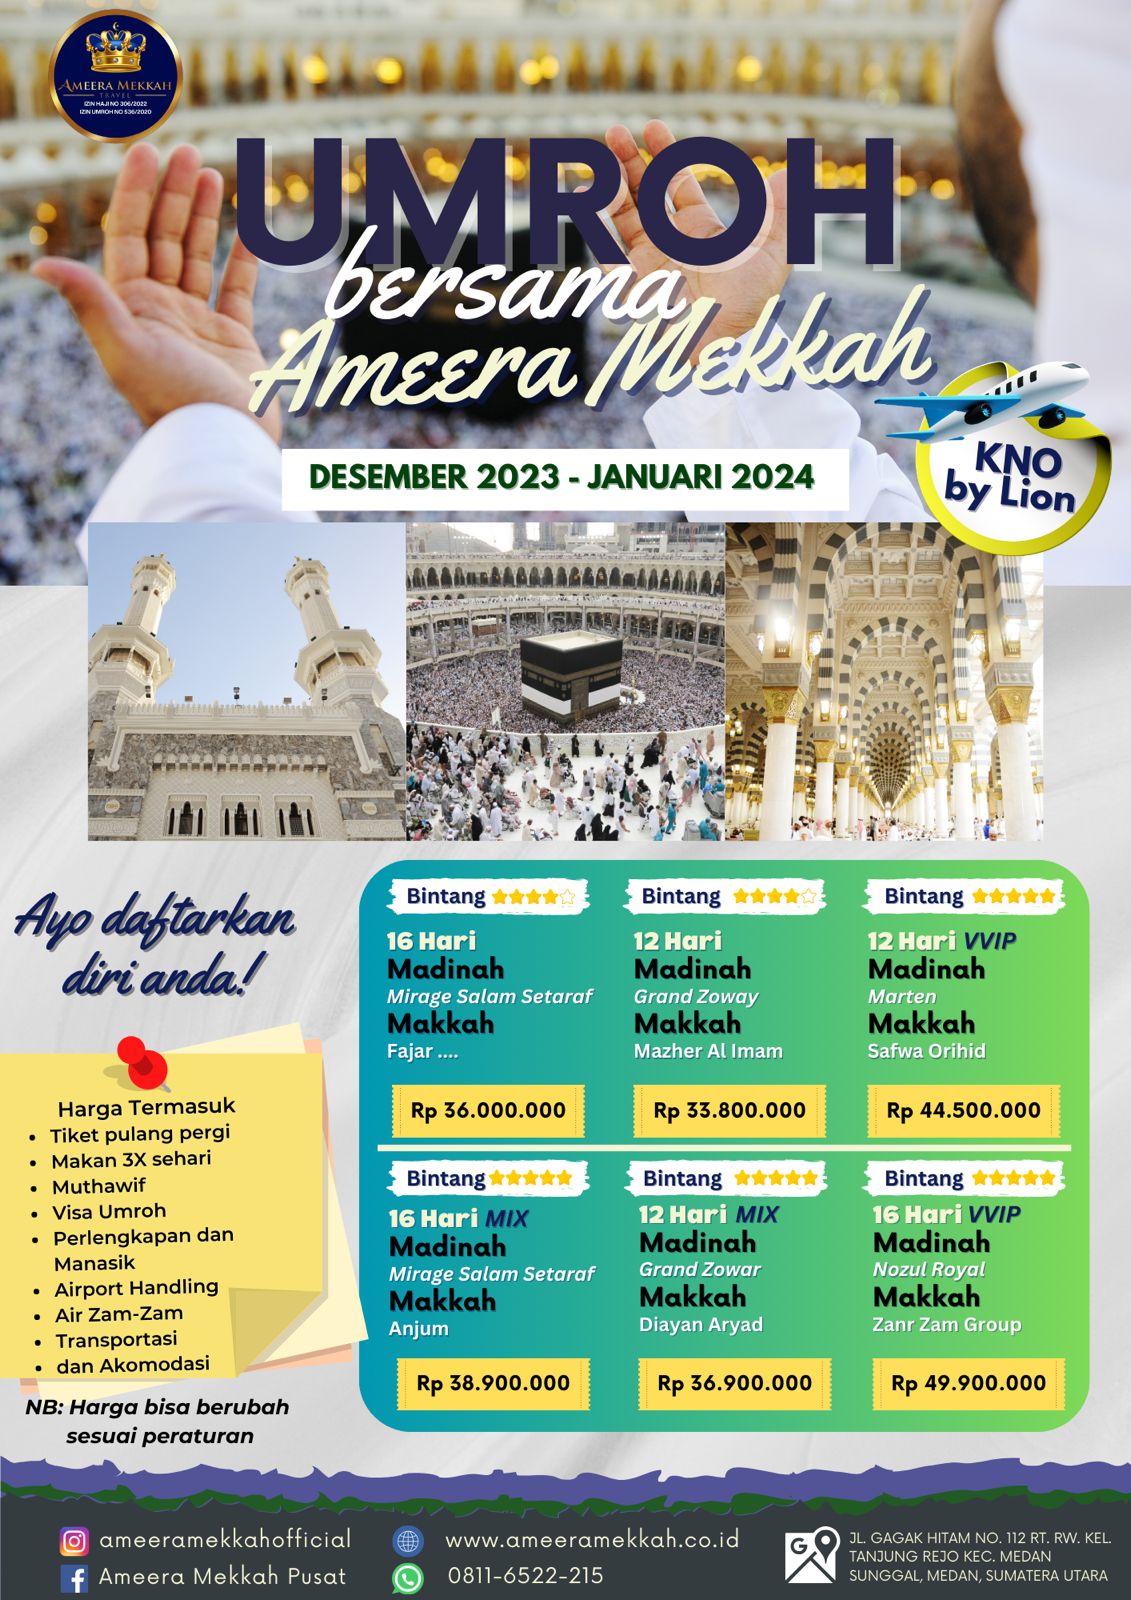 AMEERA MEKKAH
TRAVEL
IZIN HAJI NO 306/2022
IZIN UMROH NO 536/2020
UMROH
bersama
Ameera Mekkah
KNO
by Lion
DESEMBER 2023 - JANUARI 2024
Ayo daftarkan
diri anda!
Harga Termasuk
• Tiket pulang pergi
• Makan 3X sehari
• Muthawif
• Visa Umroh
• Perlengkapan dan
Manasik
• Airport Handling
• Air Zam-Zam
• Transportasi
• dan Akomodasi
NB: Harga bisa berubah
sesuai peraturan
Bintang
16 Hari
Madinah
Mirage Salam Setaraf
Makkah
Fajar ....
Rp 36.000.000
Bintang
12 Hari
Madinah
Grand Zoway
Makkah
Mazher Al Imam
Rp 33.800.000
Bintang
12 Hari VVIP
Madinah
Marten
Makkah
Safwa Orihid
Rp 44.500.000
Bintang
16 Hari MIX
Madinah
Mirage Salam Setaraf
Makkah
Anjum
Rp 38.900.000
Bintang
12 Hari MIX
Madinah
Grand Zowar
Makkah
Diayan Aryad
Rp 36.900.000
Bintang
16 Hari VVIP
Madinah
Nozul Royal
Makkah
Zanr Zam Group
Rp 49.900.000
ameeramekkahofficial
Ameera Mekkah Pusat
www.ameeramekkah.co.id
0811-6522-215
G
JL. GAGAK HITAM NO. 112 RT. RW. KEL.
TANJUNG REJO KEC. MEDAN
SUNGGAL, MEDAN, SUMATERA UTARA